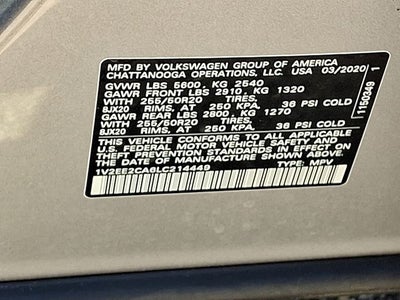 MFD BY VOLKSWAGEN GROUP OF AMERICA
CHATTANOOGA OPERATIONS, LLC. USA 03/2020
GVWR LBS 5600, KG 2540
GAWR FRONT LBS 2910, KG 1320
WITH 255/50R20 TIRES,
8JX20 RIMS, AT 250 KPA. 36 PSI COLD
GAWR REAR LBS 2800, KG 1270
WITH 255/50R20 TIRES,
8JX20 RIMS, AT 250 KPA. 36 PSI COLD
THIS VEHICLE CONFORMS TO ALL APPLICABLE
U.S. FEDERAL MOTOR VEHICLE SAFETY AND
THEFT PREVENTION STANDARDS IN EFFECT ON
THE DATE OF MANUFACTURE SHOWN ABOVE.
1V2EE2CA6LC214449 TYPE: MPV
1150349 1